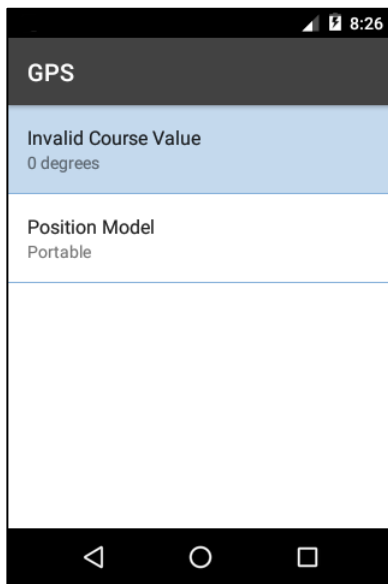 8:26
GPS
Invalid Course Value
0 degrees
Position Model
Portable